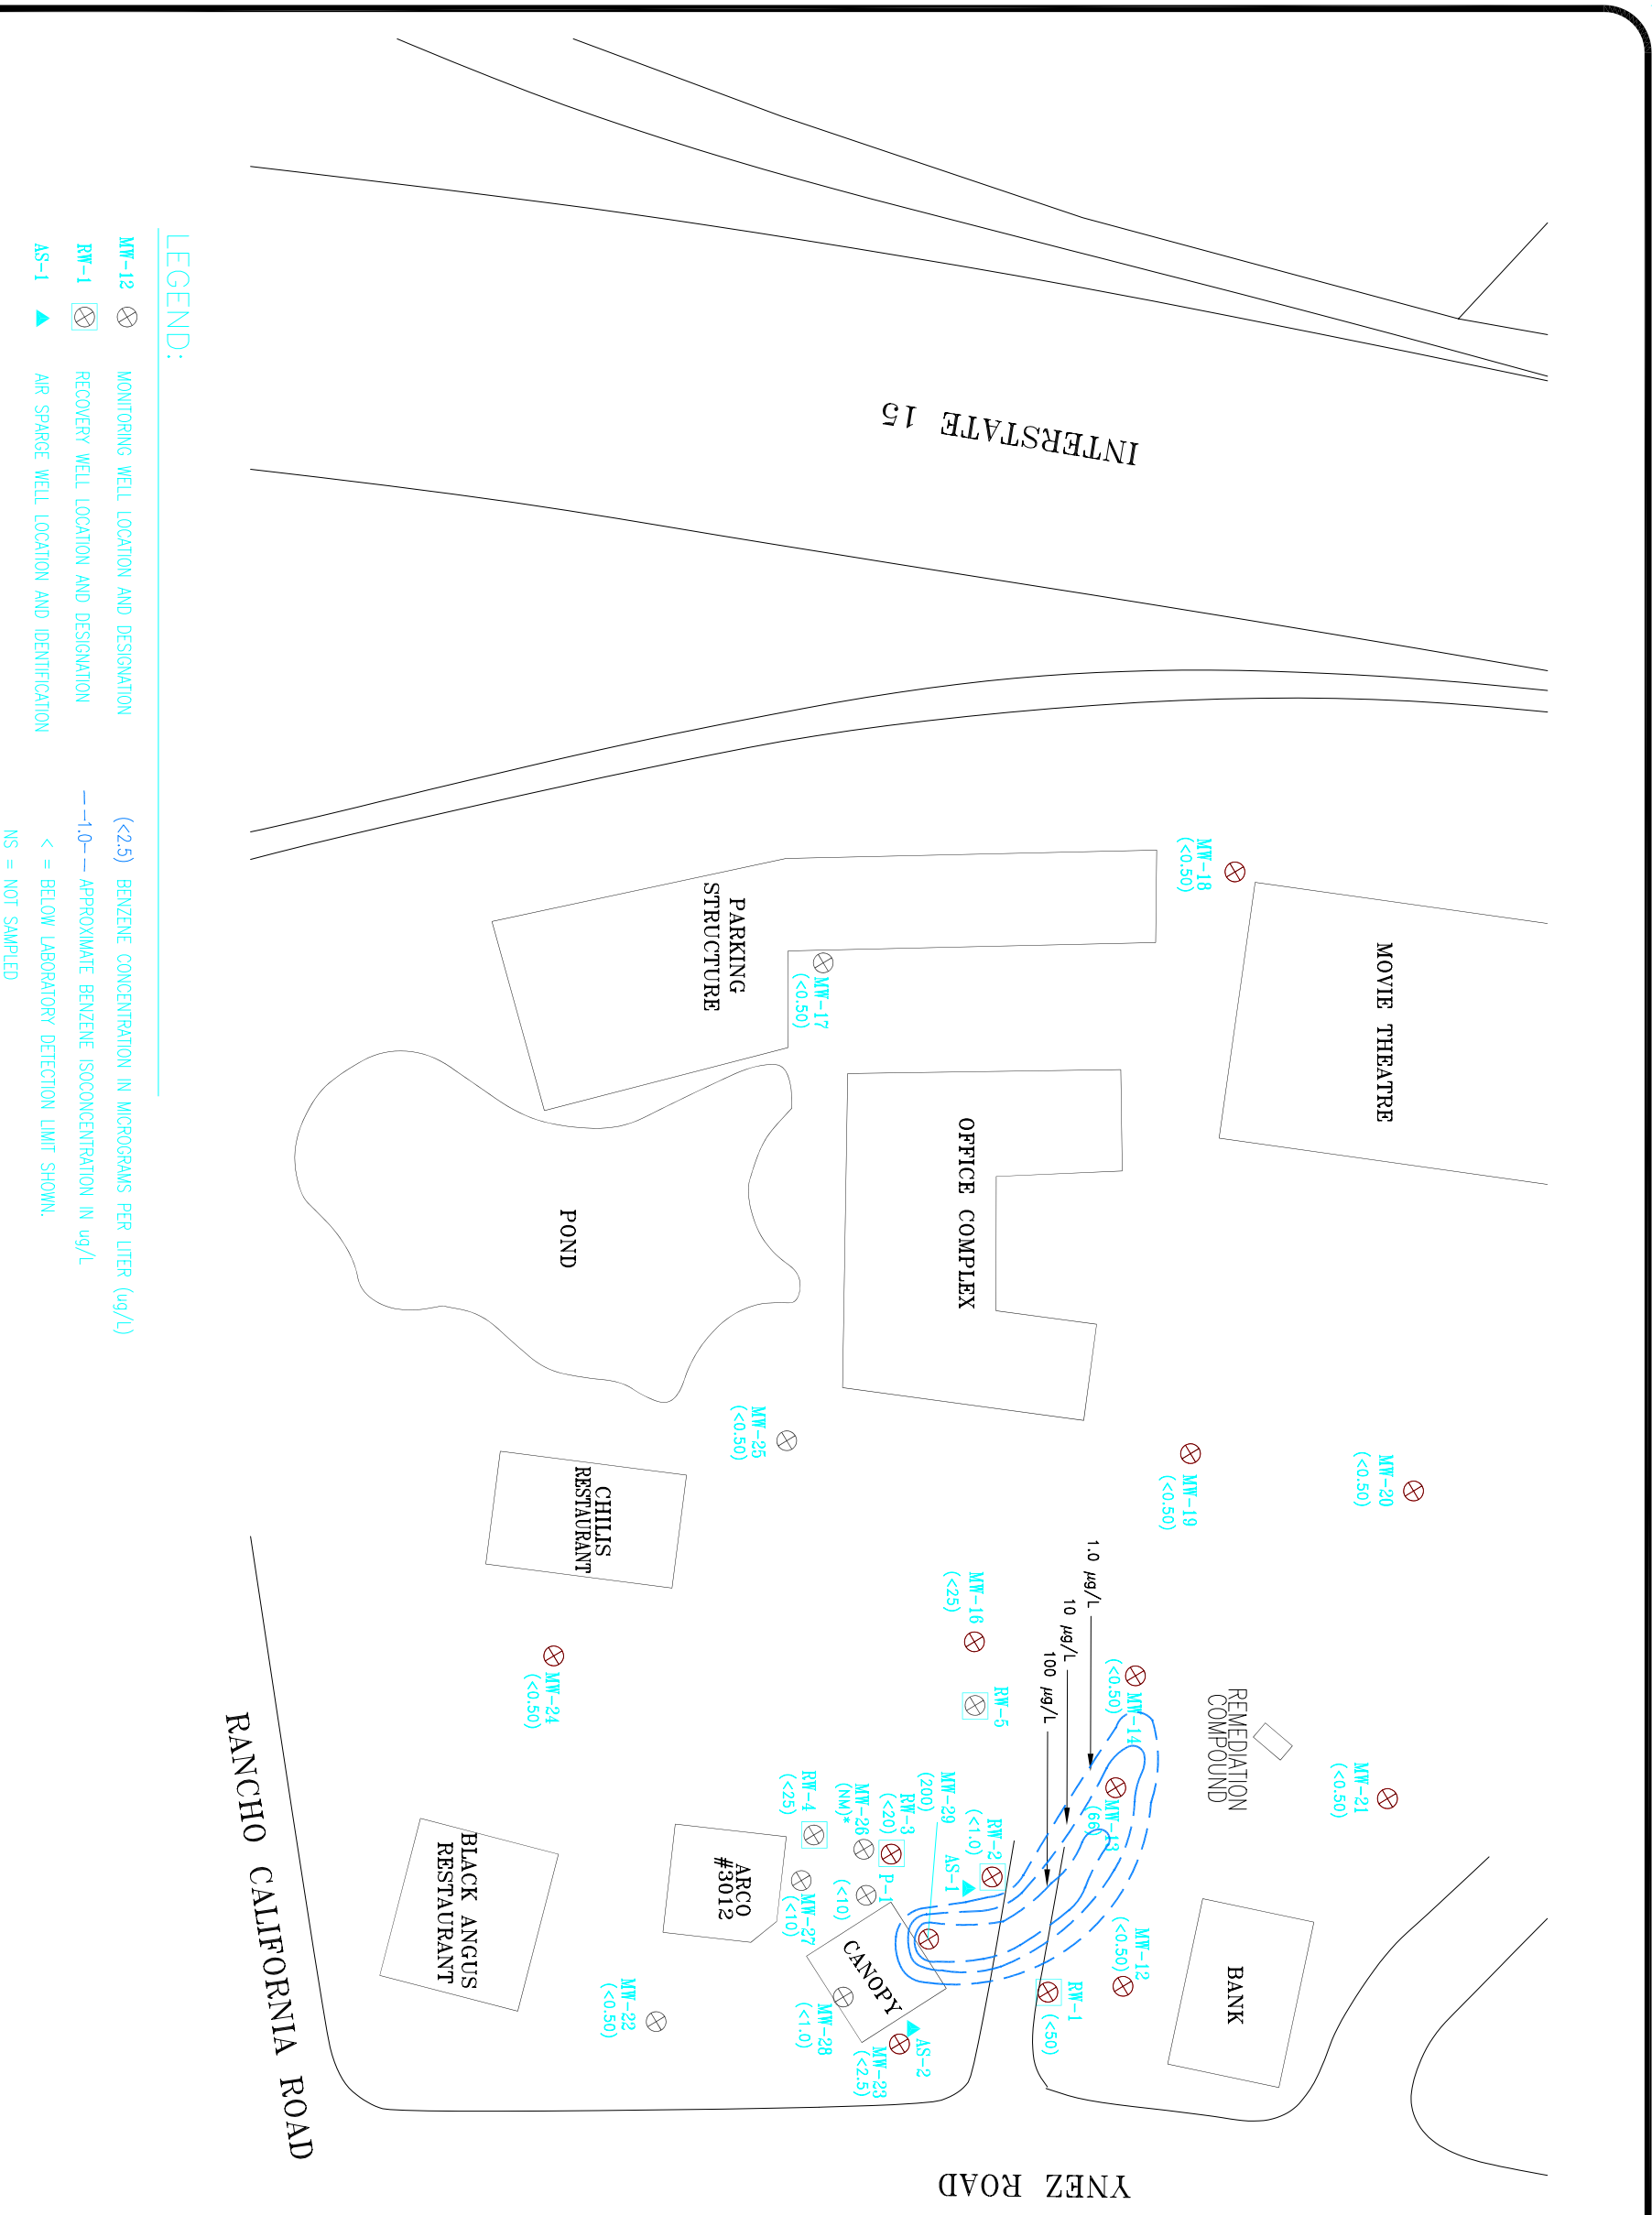 INTERSTATE 15
MOVIE THEATRE
MW-18
(<0.50)
PARKING
STRUCTURE
MW-17
(<0.50)
OFFICE COMPLEX
POND
MW-20
(<0.50)
MW-19
(<0.50)
MW-25
(<0.50)
CHILIS
RESTAURANT
1.0 µg/L
10 µg/L
100 µg/L
MW-16
(<25)
RW-5
MW-14
(<0.50)
REMEDIATION
COMPOUND
MW-21
(<0.50)
MW-13
(66)
MW-24
(<0.50)
MW-29
(200)
RW-2
(<1.0)
AS-1
RW-3
(<20)
MW-26
(NM)*
RW-4
(<25)
P-1
(<10)
MW-27
(<10)
ARCO
#3012
CANOPY
MW-12
(<0.50)
RW-1
(<50)
BANK
BLACK ANGUS
RESTAURANT
MW-22
(<0.50)
MW-28
(<1.0)
AS-2
MW-23
(<2.5)
RANCHO CALIFORNIA ROAD
YNEZ ROAD
LEGEND:
MW-12 MONITORING WELL LOCATION AND DESIGNATION
RW-1 RECOVERY WELL LOCATION AND DESIGNATION
AS-1 AIR SPARGE WELL LOCATION AND IDENTIFICATION
(<2.5) BENZENE CONCENTRATION IN MICROGRAMS PER LITER (ug/L)
--1.0-- APPROXIMATE BENZENE ISOCONCENTRATION IN ug/L
< = BELOW LABORATORY DETECTION LIMIT SHOWN.
NS = NOT SAMPLED